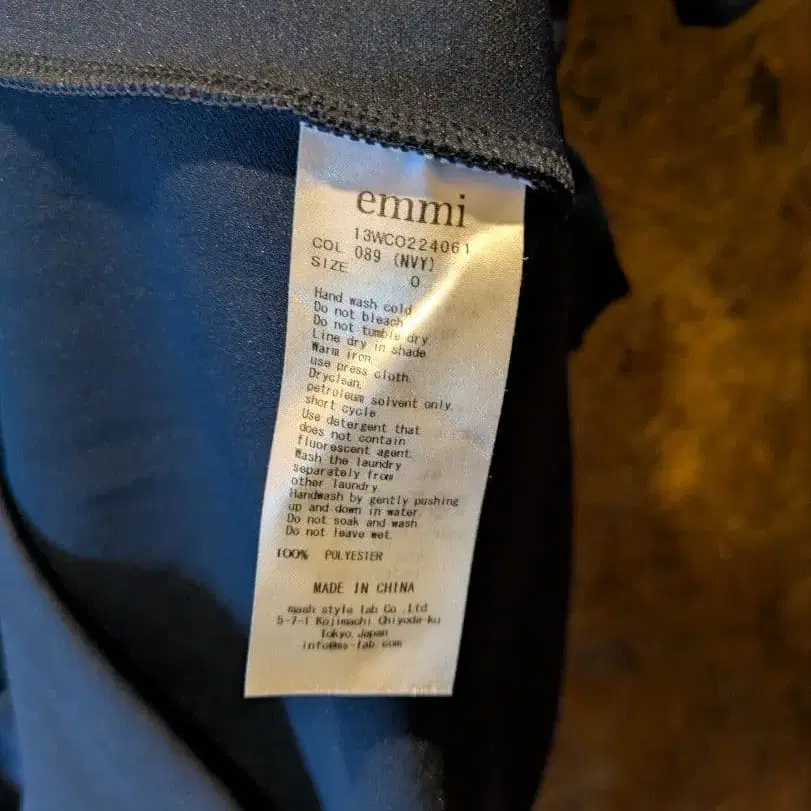 emmi
13WCO224061
COL 089 (NVY)
SIZE 0
Hand wash cold
Do not bleach
Do not tumble dry
Line dry in shade
Warm iron
use press cloth.
Dryclean.
petroleum solvent only.
short cycle
Use detergent that
does not contain
fluorescent agent.
Wash the laundry
separately from
other laundry
Handwash by gently pushing
up and down in water.
Do not soak and wash.
Do not leave wet.
100% POLYESTER
MADE IN CHINA
mash style lab Co.,Ltd
5-7-1 Kojimachi Chiyoda-ku
Tokyo.Japan
info@ms-lab.com